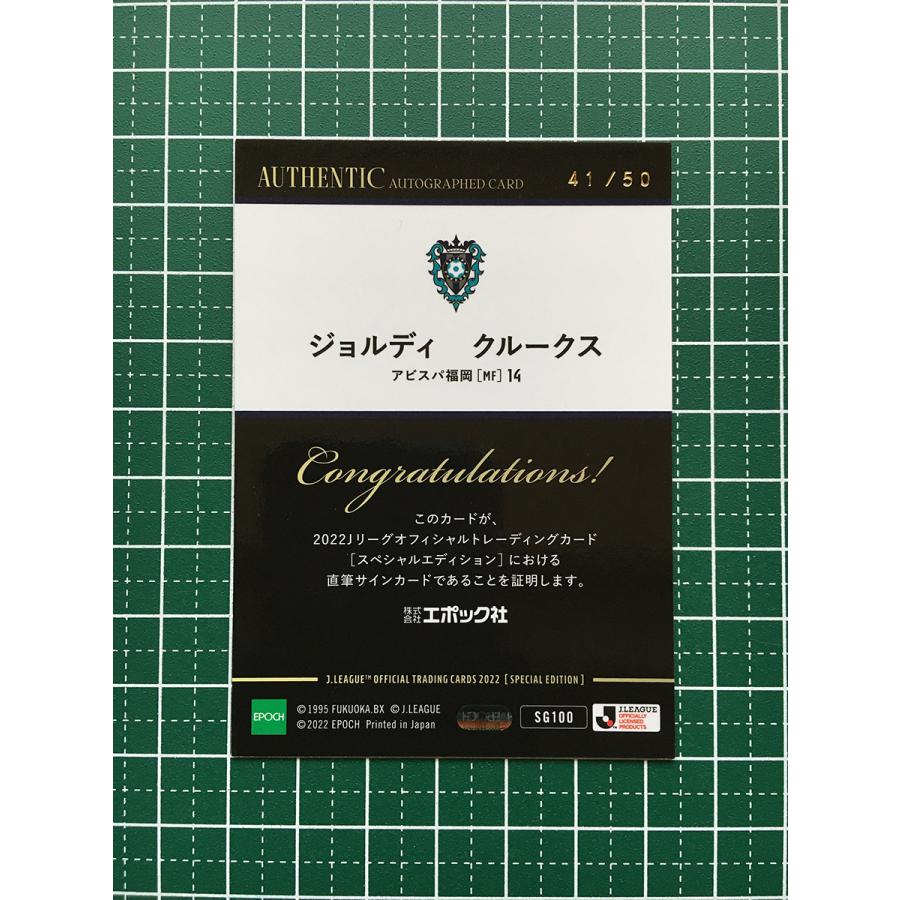 AUTHENTIC AUTOGRAPHED CARD 41/50
ジョルディ クルークス
アビスパ福岡[MF]14
Congratulations!
このカードが、
2022Jリーグオフィシャルトレーディングカード
[スペシャルエディション]における
直筆サインカードであることを証明します。
株式会社エポック社
J.LEAGUE™ OFFICIAL TRADING CARDS 2022 [SPECIAL EDITION]
EPOCH
©1995 FUKUOKA.BX ©J.LEAGUE
©2022 EPOCH Printed in Japan
SG100
J.LEAGUE
OFFICIALLY
LICENSED
PRODUCTS